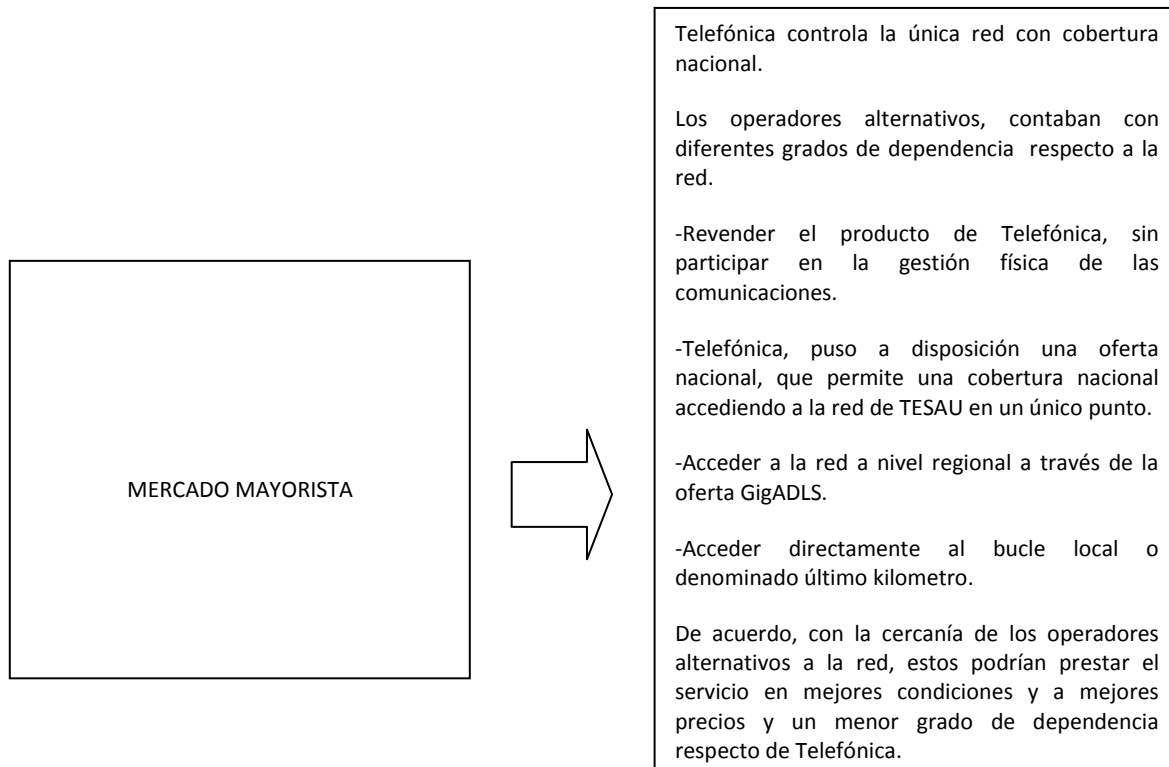 MERCADO MAYORISTA
Telefónica controla la única red con cobertura
nacional.
Los operadores alternativos, contaban con
diferentes grados de dependencia respecto a la
red.
-Revender el producto de Telefónica, sin
participar en la gestión física de las
comunicaciones.
-Telefónica, puso a disposición una oferta
nacional, que permite una cobertura nacional
accediendo a la red de TESAU en un único punto.
-Acceder a la red a nivel regional a través de la
oferta GigADLS.
-Acceder directamente al bucle local o
denominado último kilometro.
De acuerdo, con la cercanía de los operadores
alternativos a la red, estos podrían prestar el
servicio en mejores condiciones y a mejores
precios y un menor grado de dependencia
respecto de Telefónica.